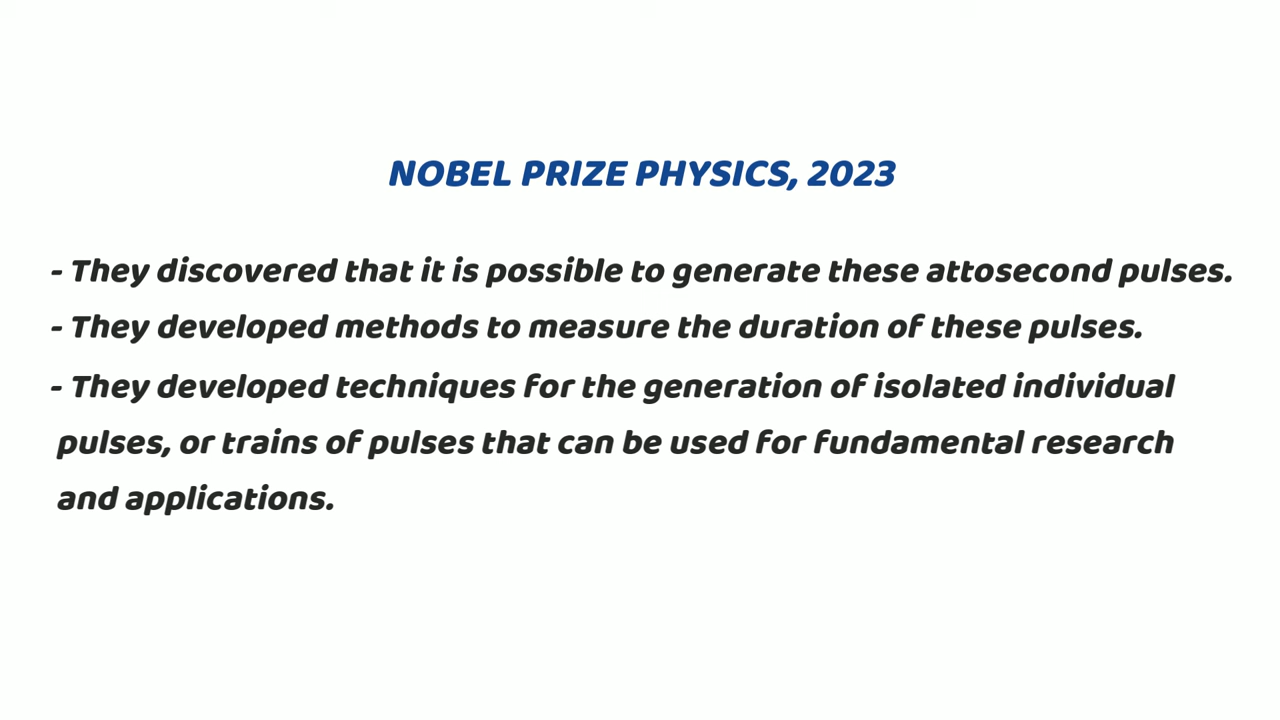 NOBEL PRIZE PHYSICS, 2023
- They discovered that it is possible to generate these attosecond pulses.
- They developed methods to measure the duration of these pulses.
- They developed techniques for the generation of isolated individual
pulses, or trains of pulses that can be used for fundamental research
and applications.